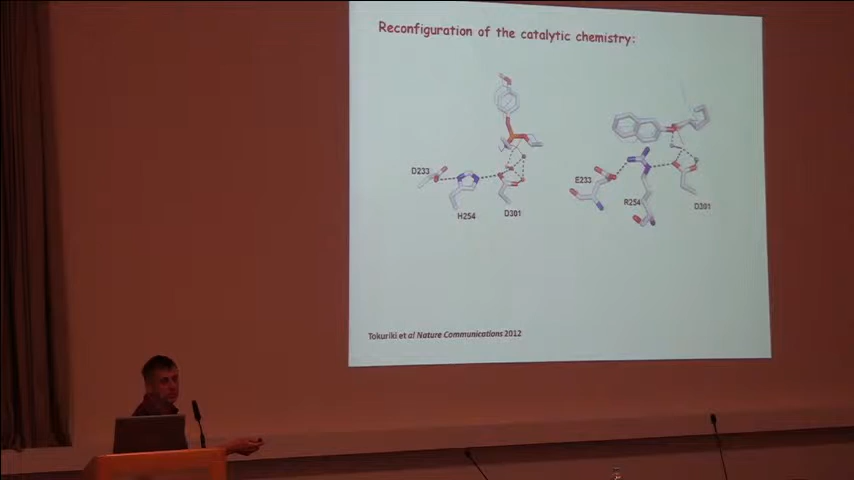 Reconfiguration of the catalytic chemistry:
D233
H254
D301
E233
R254
D301
Tokuriki et al Nature Communications 2012